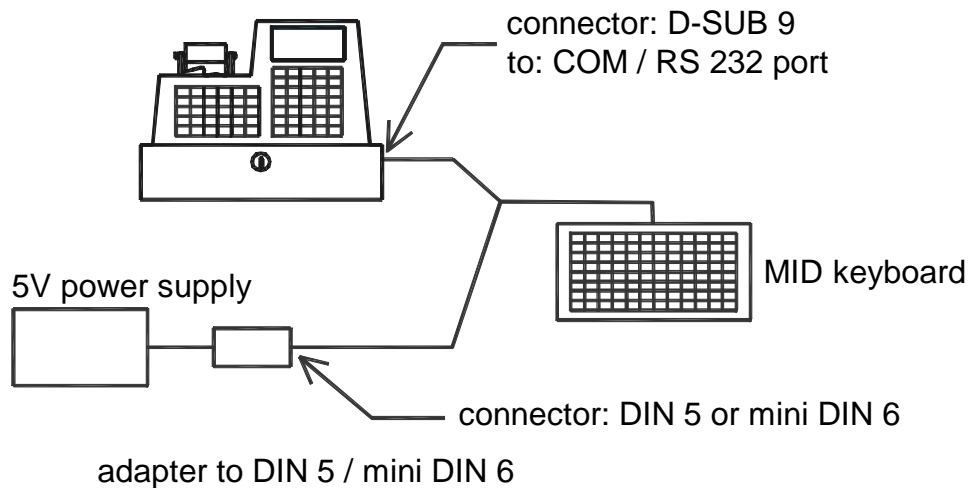 connector: D-SUB 9
to: COM / RS 232 port
MID keyboard
5V power supply
connector: DIN 5 or mini DIN 6
adapter to DIN 5 / mini DIN 6